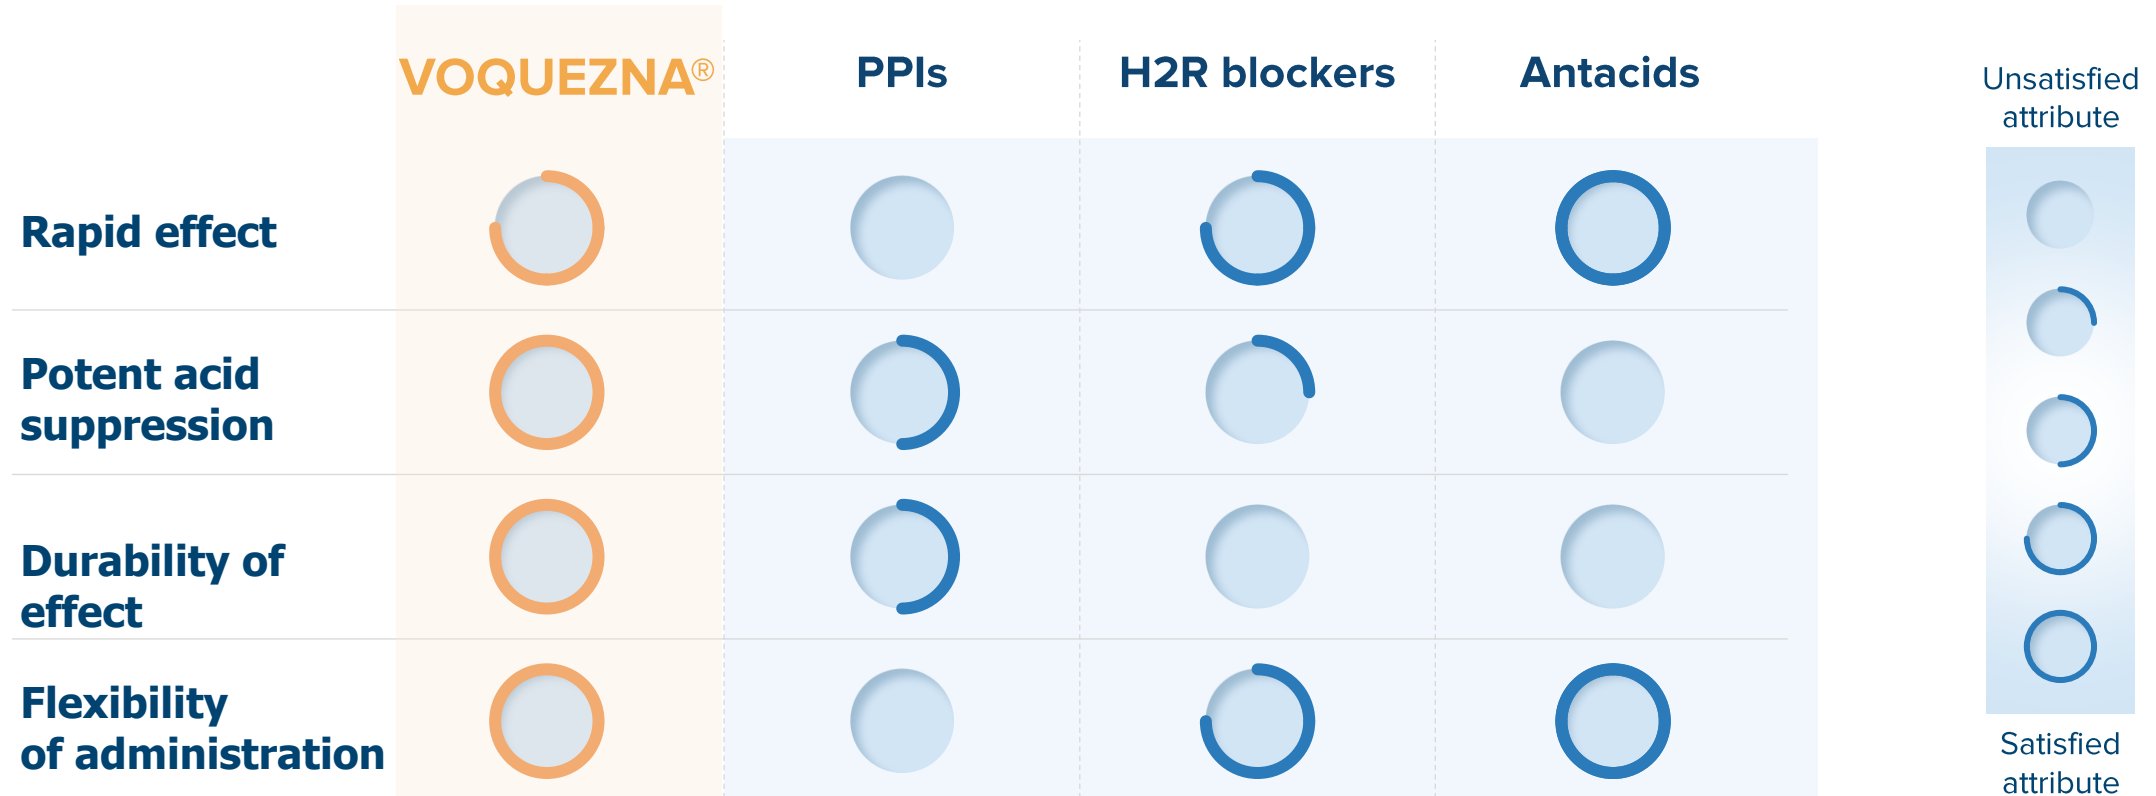 VOQUEZNA®
PPIs
H2R blockers
Antacids
Unsatisfied
attribute
Rapid effect
Potent acid
suppression
Durability of
effect
Flexibility
of administration
Satisfied
attribute